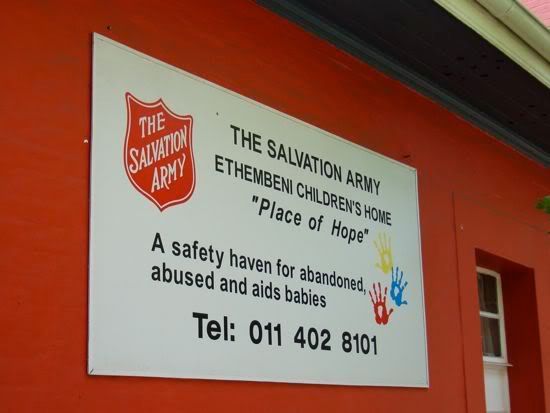 THE
SALVATION
ARMY
THE SALVATION ARMY
ETHEMBENI CHILDREN'S HOME
"Place of Hope"
A safety haven for abandoned,
abused and aids babies
Tel: 011 402 8101